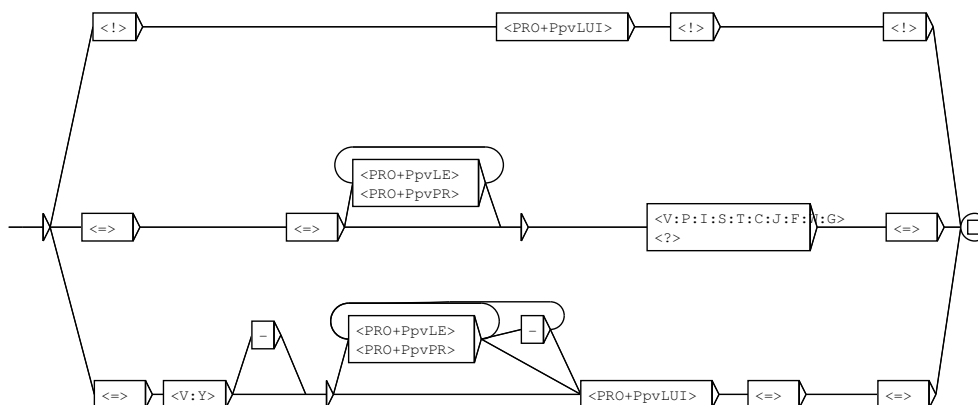 <!> <PRO+PpvLUI> <!> <!>
<PRO+PpvLE>
<PRO+PpvPR>
<=> <=> <V:P:I:S:T:C:J:F:W:G> <=>
<?>
-
<PRO+PpvLE> -
<PRO+PpvPR>
<=> <V:Y> <PRO+PpvLUI> <=> <=>